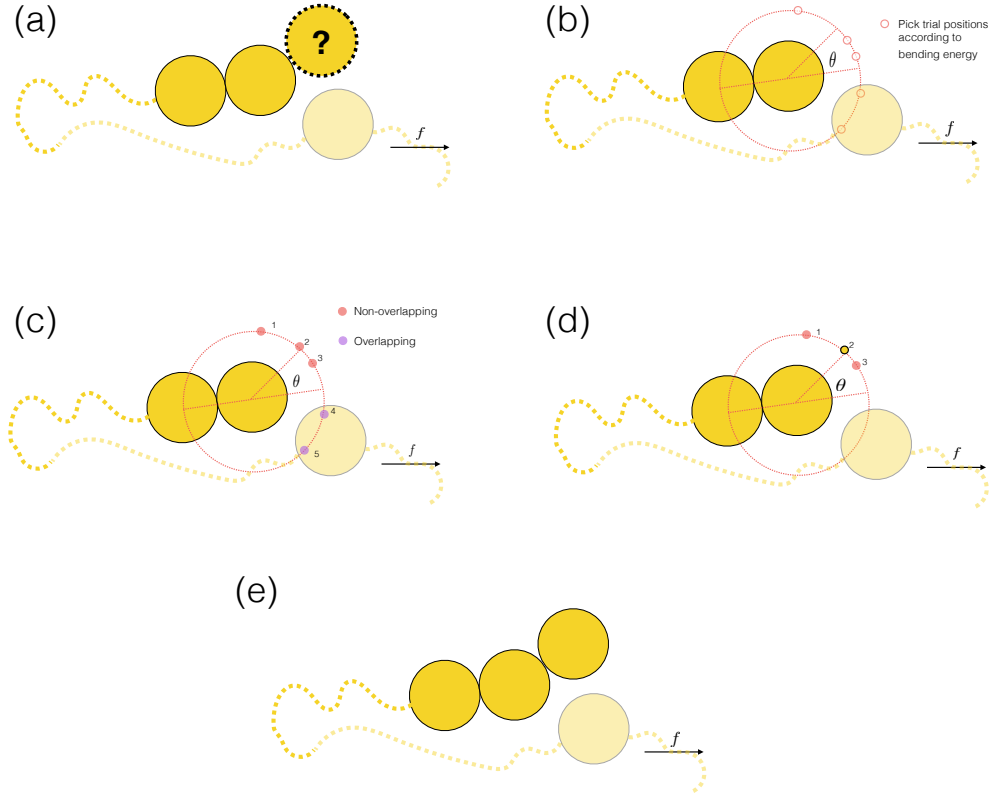 (a)
?
f
(b)
Pick trial positions
according to
bending energy
θ
f
(c)
Non-overlapping
Overlapping
1
2
3
θ
4
5
f
(d)
1
2
3
θ
f
(e)
f